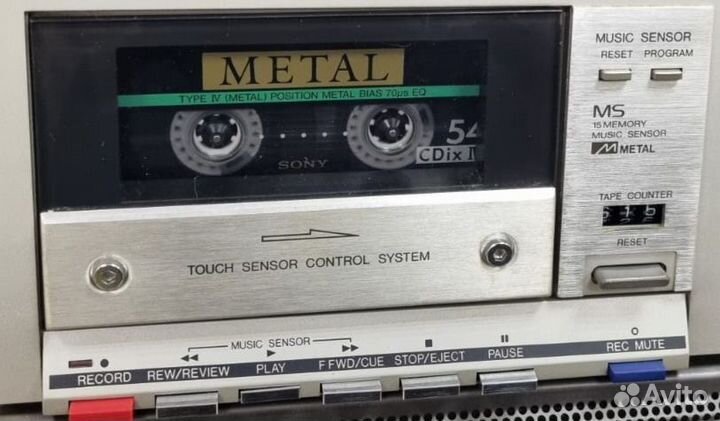 METAL
TYPE IV (METAL) POSITION METAL BIAS 70µs EQ
SONY
54
CDix I
TOUCH SENSOR CONTROL SYSTEM
MUSIC SENSOR
RESET PROGRAM
MS
15 MEMORY
MUSIC SENSOR
METAL
TAPE COUNTER
615
RESET
MUSIC SENSOR
RECORD REW/REVIEW PLAY F FWD/CUE STOP/EJECT PAUSE REC MUTE
Avito